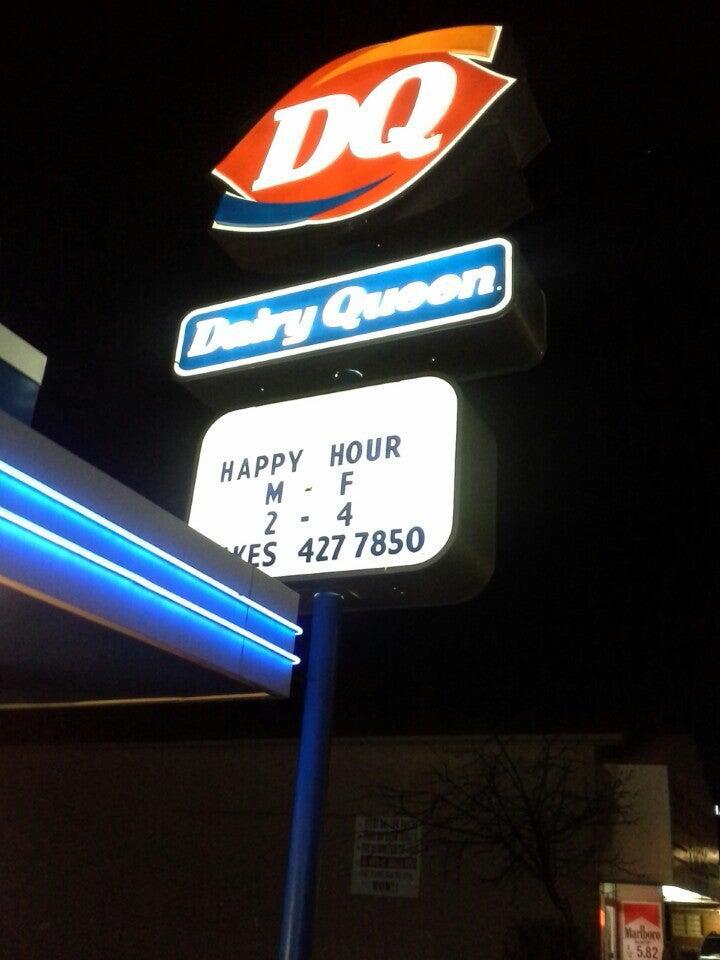 DQ
Dairy Queen.
HAPPY HOUR
M - F
2 - 4
KES 427 7850
Marlboro
5.82